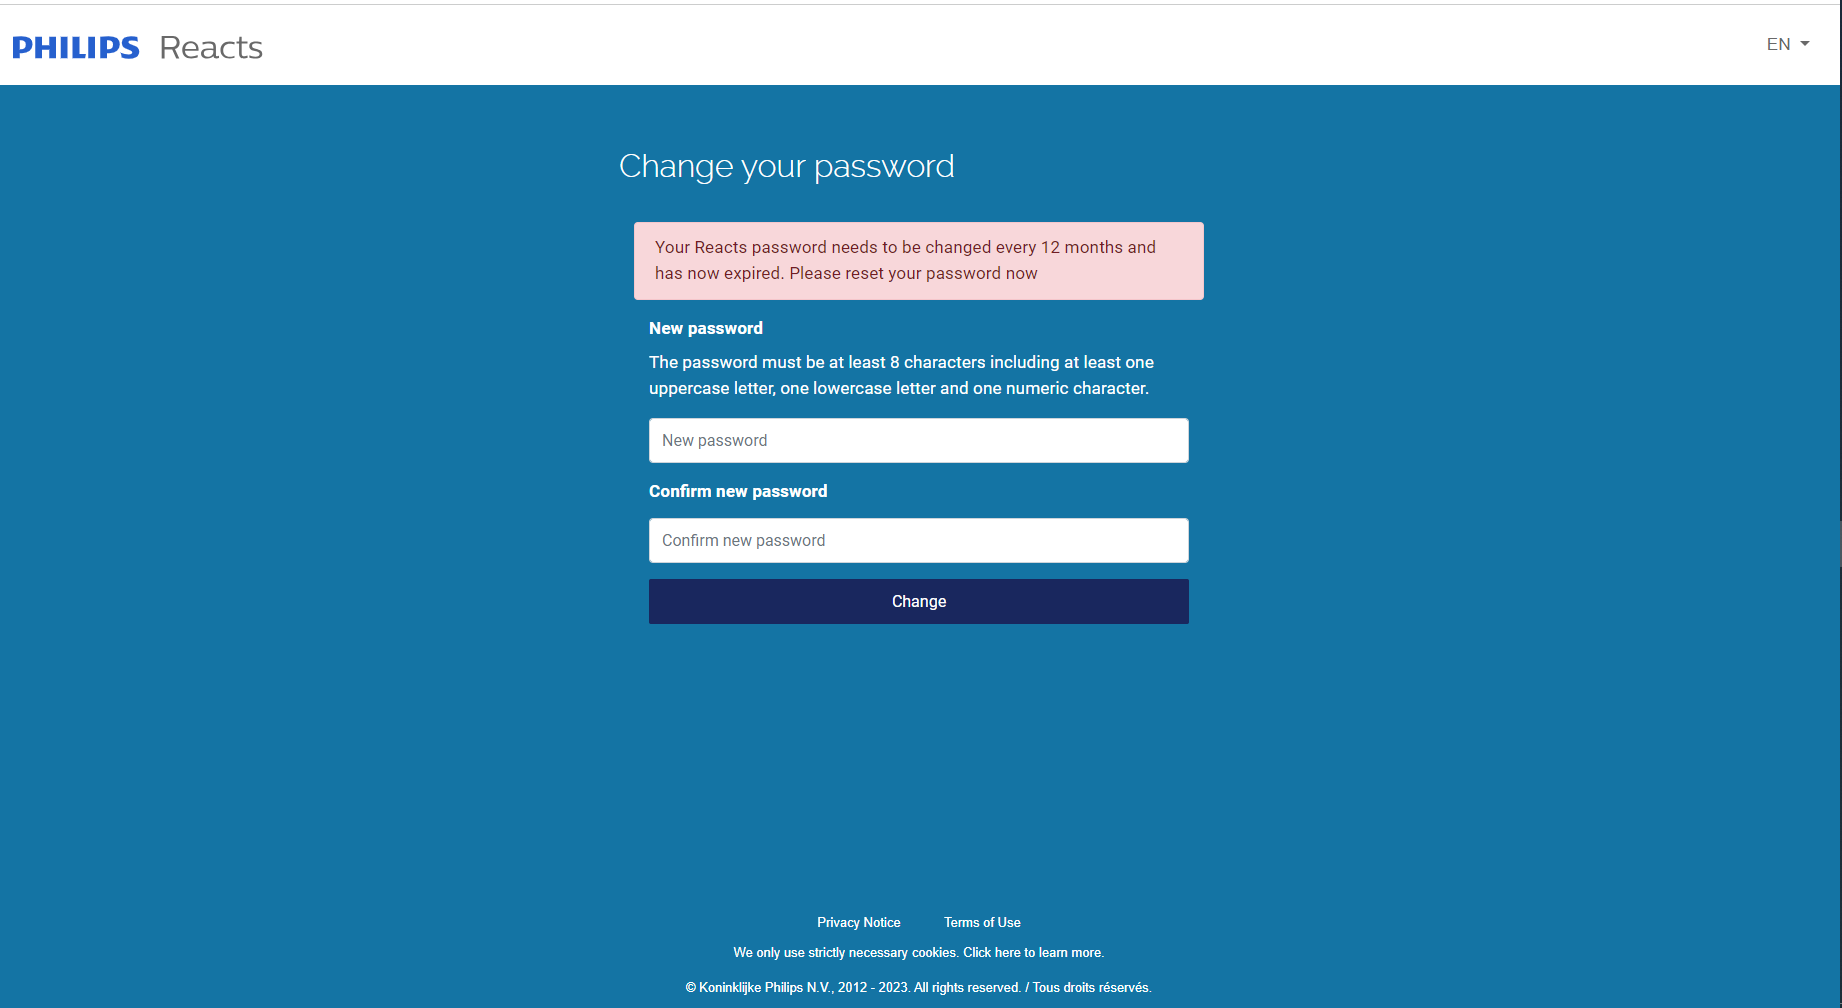 PHILIPS Reacts
EN
Change your password
Your Reacts password needs to be changed every 12 months and
has now expired. Please reset your password now
New password
The password must be at least 8 characters including at least one
uppercase letter, one lowercase letter and one numeric character.
New password
Confirm new password
Confirm new password
Change
Privacy Notice Terms of Use
We only use strictly necessary cookies. Click here to learn more.
© Koninklijke Philips N.V., 2012 - 2023. All rights reserved. / Tous droits réservés.